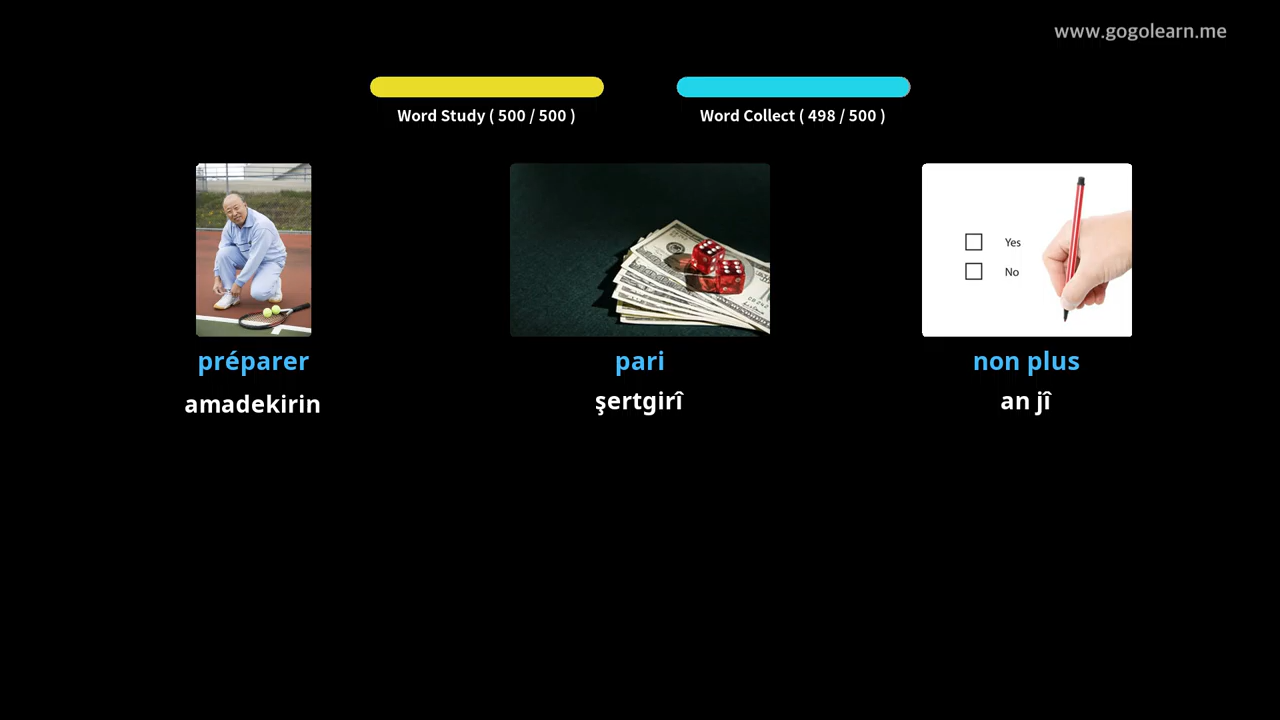 www.gogolearn.me
Word Study ( 500 / 500 )
Word Collect ( 498 / 500 )
Yes
No
préparer
pari
non plus
amadekirin
şertgirî
an jî